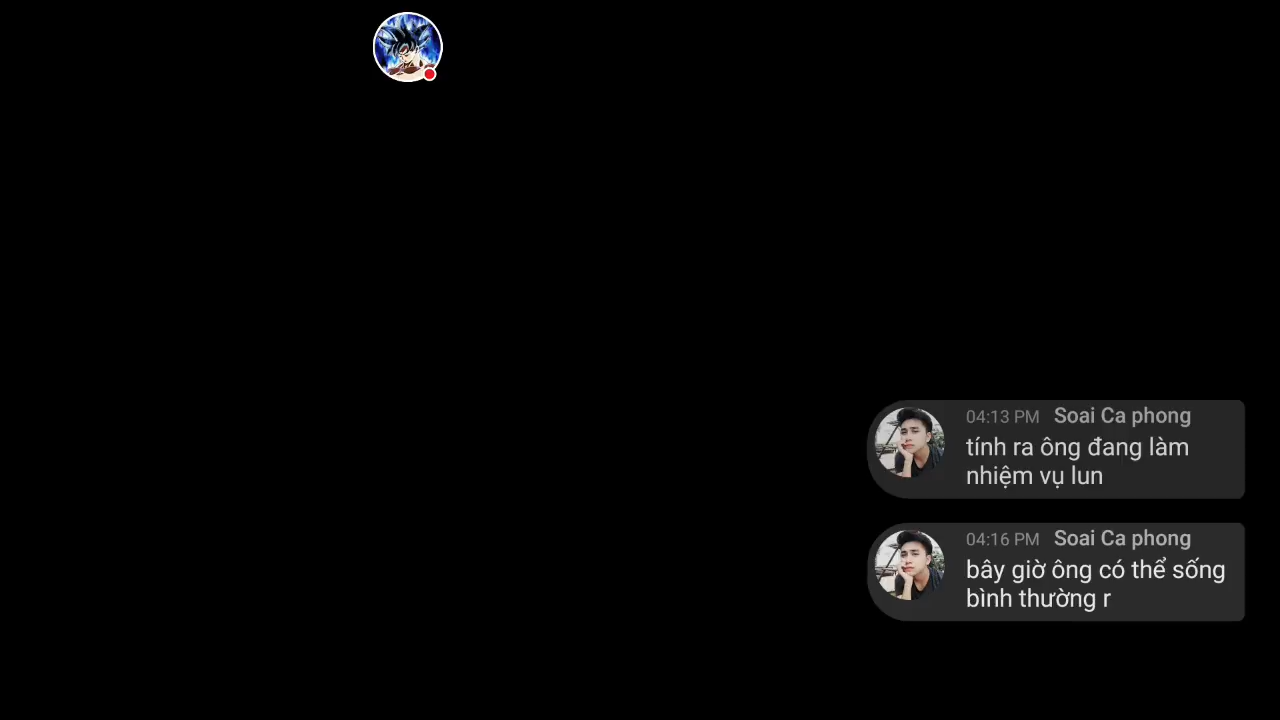 04:13 PM Soai Ca phong
tính ra ông đang làm
nhiệm vụ lun
04:16 PM Soai Ca phong
bây giờ ông có thể sống
bình thường r